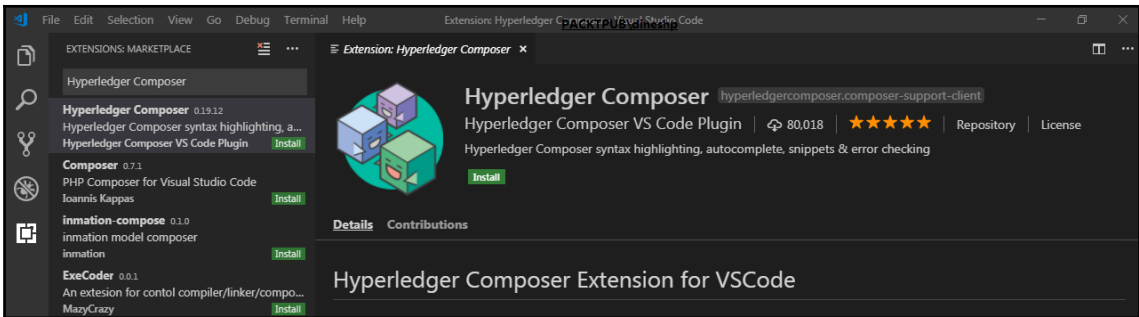 File Edit Selection View Go Debug Terminal Help Extension: Hyperledger Composer - Visual Studio Code
PACKTPUB\dineshp
EXTENSIONS: MARKETPLACE
Extension: Hyperledger Composer
Hyperledger Composer
Hyperledger Composer 0.19.12
Hyperledger Composer syntax highlighting, a...
Hyperledger Composer VS Code Plugin Install
Composer 0.7.1
PHP Composer for Visual Studio Code
Ioannis Kappas Install
inmation-compose 0.1.0
inmation model composer
inmation Install
ExeCoder 0.0.1
An extesion for contol compiler/linker/compo...
MazyCrazy Install
Hyperledger Composer hyperledgercomposer.composer-support-client
Hyperledger Composer VS Code Plugin 80,018 Repository License
Hyperledger Composer syntax highlighting, autocomplete, snippets & error checking
Install
Details Contributions
Hyperledger Composer Extension for VSCode